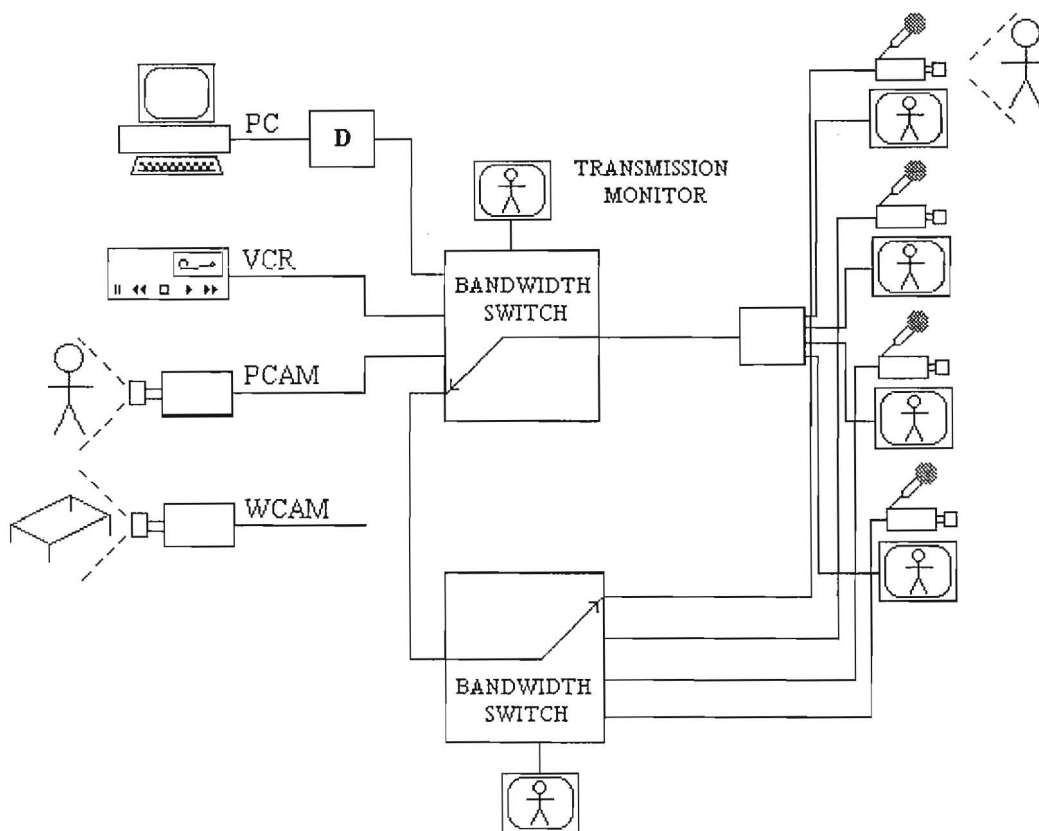 PC
D
TRANSMISSION
MONITOR
VCR
BANDWIDTH
SWITCH
PCAM
WCAM
BANDWIDTH
SWITCH